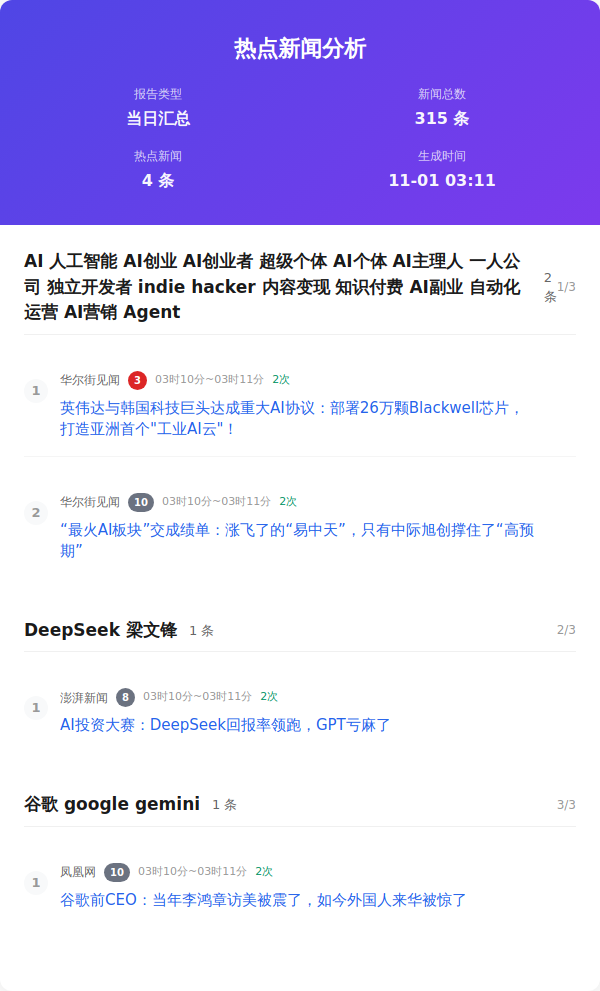 热点新闻分析
报告类型
新闻总数
当日汇总
315 条
热点新闻
生成时间
4 条
11-01 03:11
AI 人工智能 AI创业 AI创业者 超级个体 AI个体 AI主理人 一人公
司 独立开发者 indie hacker 内容变现 知识付费 AI副业 自动化
运营 AI营销 Agent
2
条
1/3
1
华尔街见闻 3 03时10分~03时11分 2次
英伟达与韩国科技巨头达成重大AI协议：部署26万颗Blackwell芯片，
打造亚洲首个"工业AI云"！
2
华尔街见闻 10 03时10分~03时11分 2次
“最火AI板块”交成绩单：涨飞了的“易中天”，只有中际旭创撑住了“高预
期”
DeepSeek 梁文锋 1 条 2/3
1
澎湃新闻 8 03时10分~03时11分 2次
AI投资大赛：DeepSeek回报率领跑，GPT亏麻了
谷歌 google gemini 1 条 3/3
1
凤凰网 10 03时10分~03时11分 2次
谷歌前CEO：当年李鸿章访美被震了，如今外国人来华被惊了